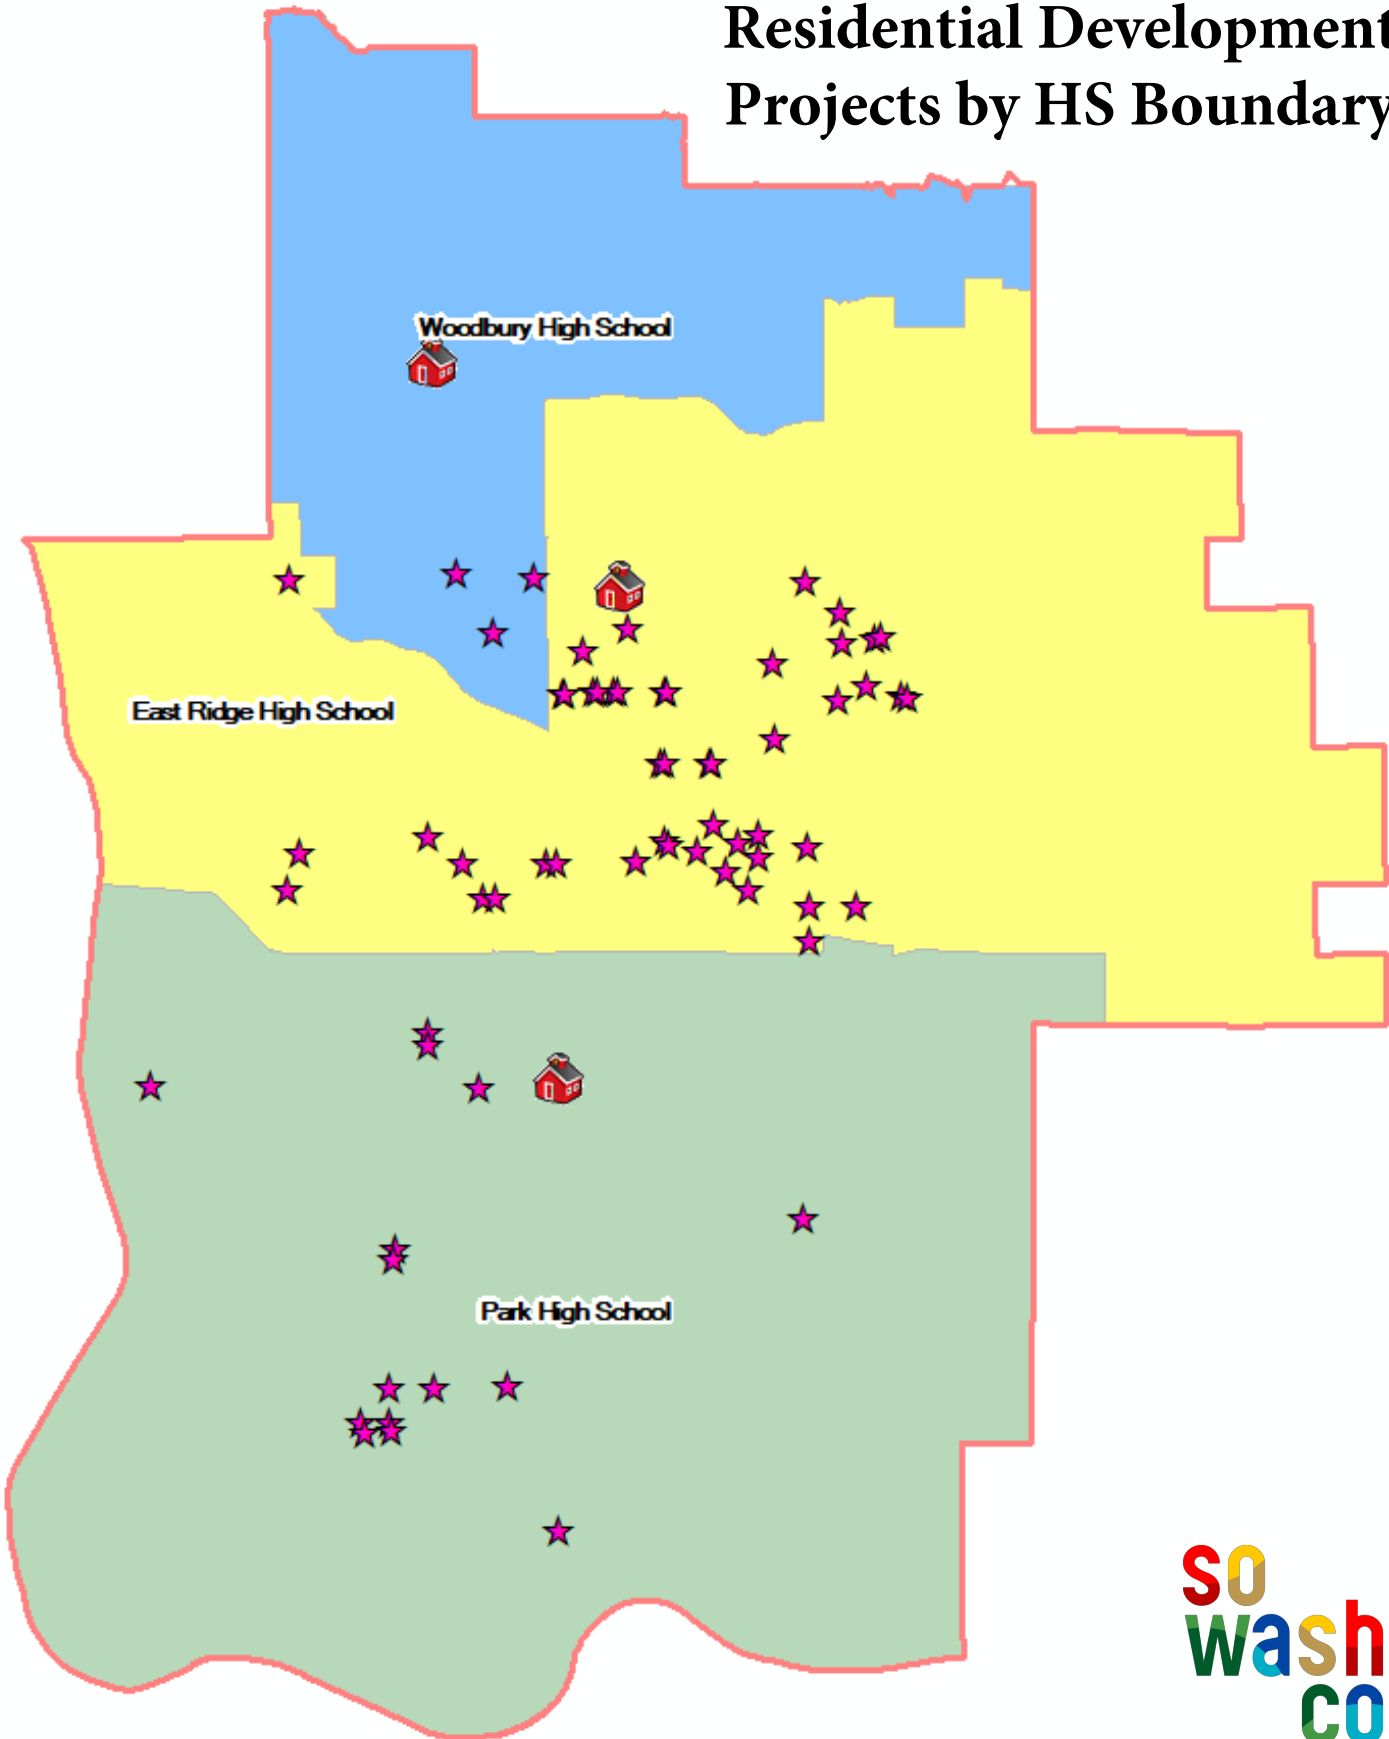 Residential Development
Projects by HS Boundary
Woodbury High School
East Ridge High School
Park High School
so
wash
co